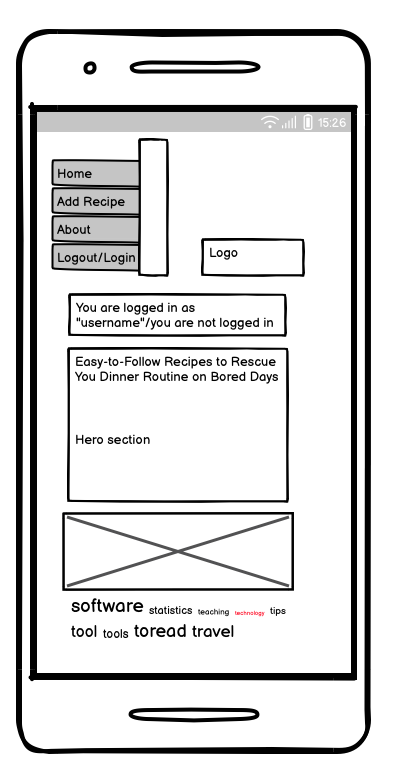 15:26
Home
Add Recipe
About
Logout/Login
Logo
You are logged in as
"username"/you are not logged in
Easy-to-Follow Recipes to Rescue
You Dinner Routine on Bored Days
Hero section
software statistics teaching technology tips
tool tools toread travel